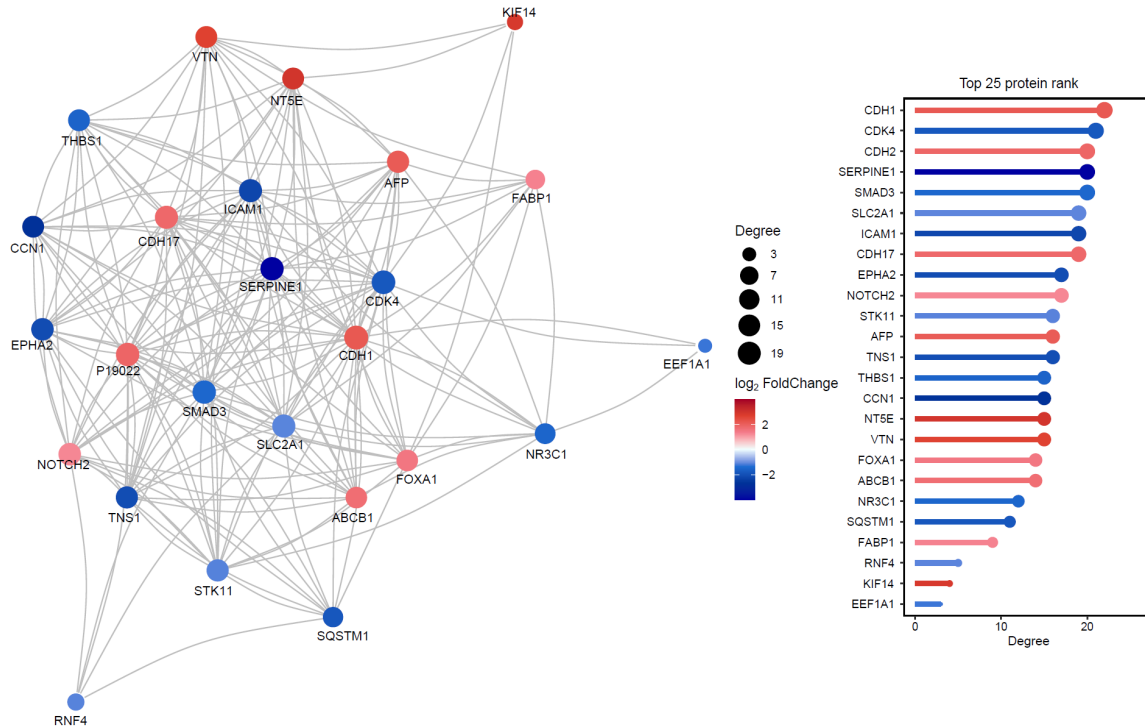 KIF14
VTN
NT5E
THBS1
AFP
ICAM1
FABP1
CDH17
CCN1
SERPINE1
CDK4
EPHA2
CDH1
EEF1A1
P19022
SMAD3
SLC2A1
NOTCH2
NR3C1
FOXA1
TNS1
ABCB1
STK11
SQSTM1
RNF4
Degree
3
7
11
15
19
log₂ FoldChange
2
0
−2
Top 25 protein rank
CDH1
CDK4
CDH2
SERPINE1
SMAD3
SLC2A1
ICAM1
CDH17
EPHA2
NOTCH2
STK11
AFP
TNS1
THBS1
CCN1
NT5E
VTN
FOXA1
ABCB1
NR3C1
SQSTM1
FABP1
RNF4
KIF14
EEF1A1
0 10 20
Degree